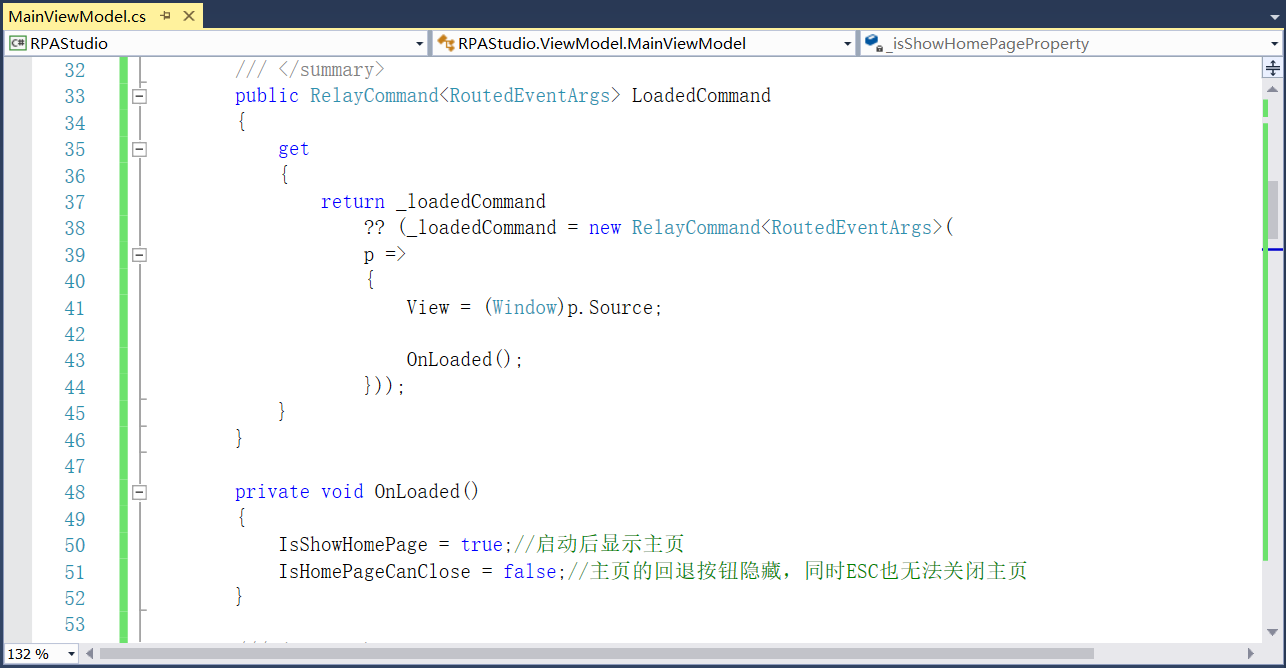 MainViewModel.cs
RPAStudio
RPAStudio.ViewModel.MainViewModel
_isShowHomePageProperty
32 /// </summary>
33 public RelayCommand<RoutedEventArgs> LoadedCommand
34 {
35 get
36 {
37 return _loadedCommand
38 ?? (_loadedCommand = new RelayCommand<RoutedEventArgs>(
39 p =>
40 {
41 View = (Window)p.Source;
42
43 OnLoaded();
44 }));
45 }
46 }
47
48 private void OnLoaded()
49 {
50 IsShowHomePage = true;//启动后显示主页
51 IsHomePageCanClose = false;//主页的回退按钮隐藏，同时ESC也无法关闭主页
52 }
53
132 %